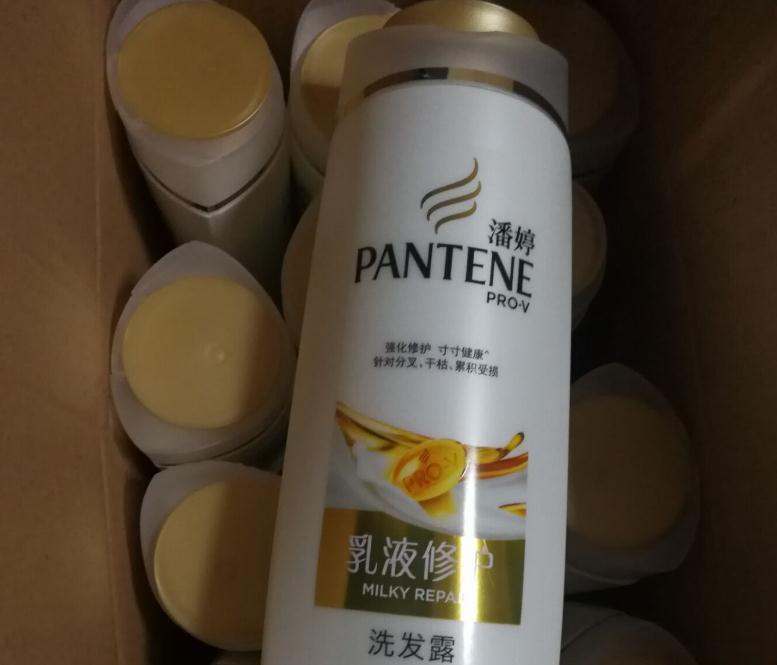 潘婷
PANTENE
PRO-V
强化修护 寸寸健康^
针对分叉、干枯、累积受损
PRO-V
乳液修护
MILKY REPAIR
洗发露